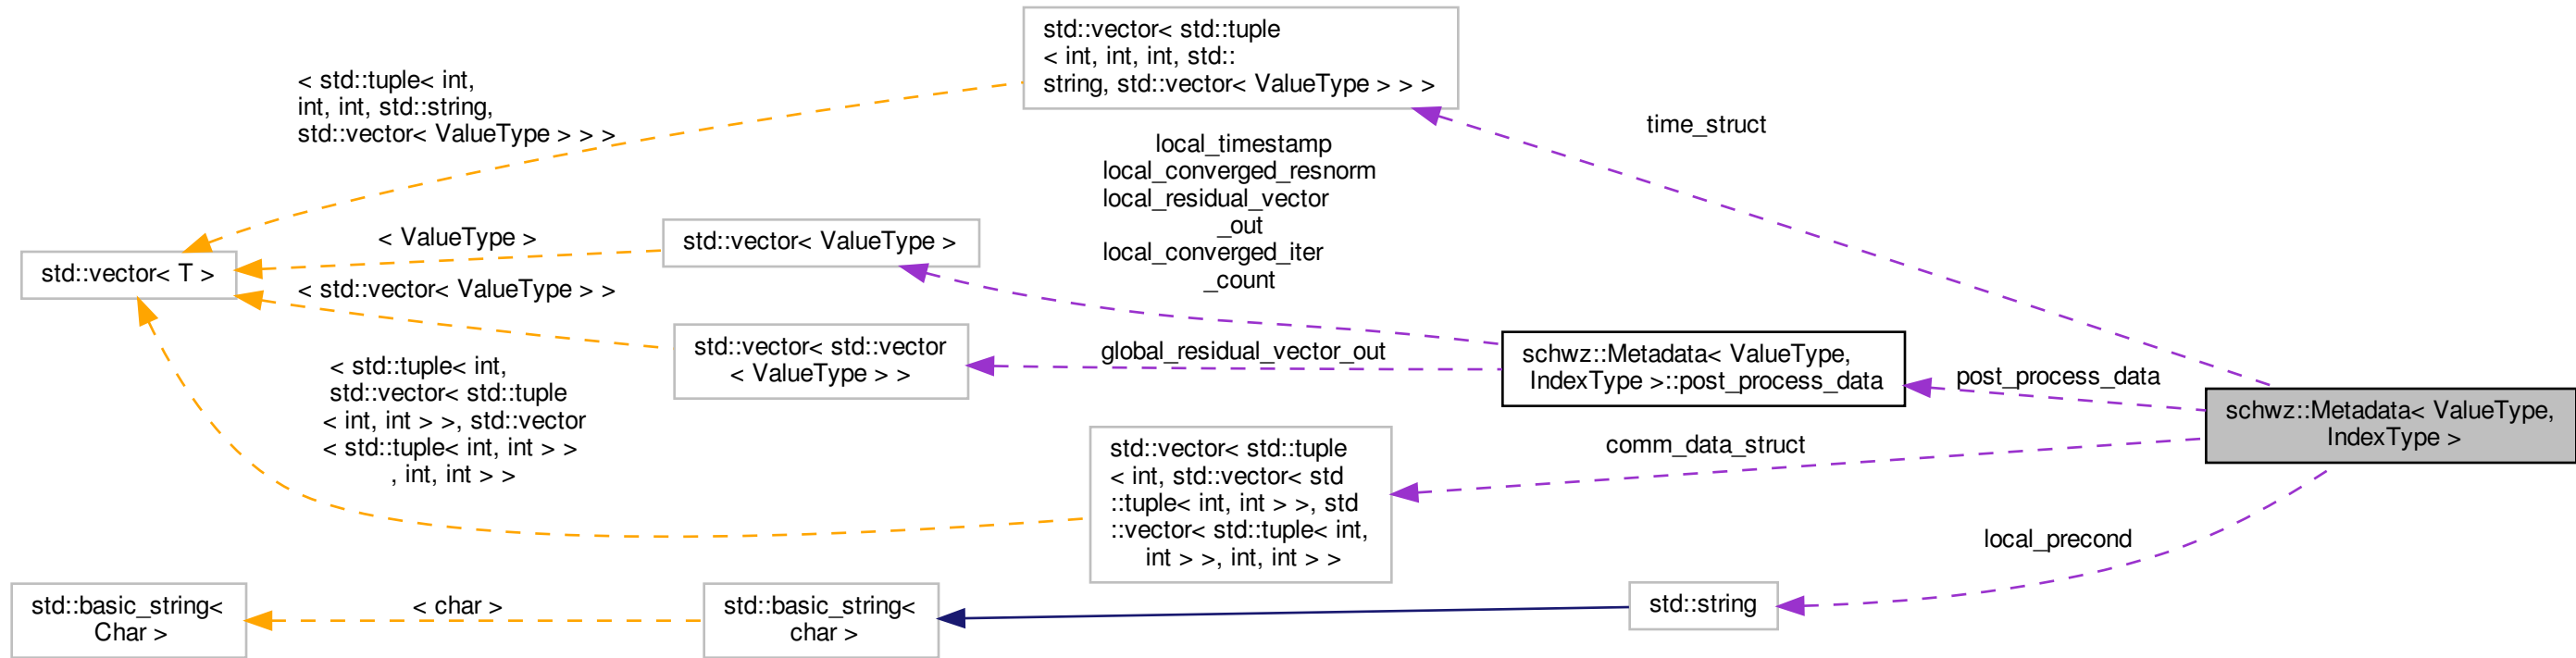 std::vector< std::tuple
< int, int, int, std::
string, std::vector< ValueType > > >
< std::tuple< int,
int, int, std::string,
std::vector< ValueType > > >
time_struct
local_timestamp
local_converged_resnorm
local_residual_vector
_out
local_converged_iter
_count
< ValueType >
std::vector< ValueType >
std::vector< T >
< std::vector< ValueType > >
std::vector< std::vector
< ValueType > >
global_residual_vector_out
schwz::Metadata< ValueType,
IndexType >::post_process_data
post_process_data
schwz::Metadata< ValueType,
IndexType >
< std::tuple< int,
std::vector< std::tuple
< int, int > >, std::vector
< std::tuple< int, int > >
, int, int > >
std::vector< std::tuple
< int, std::vector< std
::tuple< int, int > >, std
::vector< std::tuple< int,
int > >, int, int > >
comm_data_struct
local_precond
std::basic_string<
Char >
< char >
std::basic_string<
char >
std::string